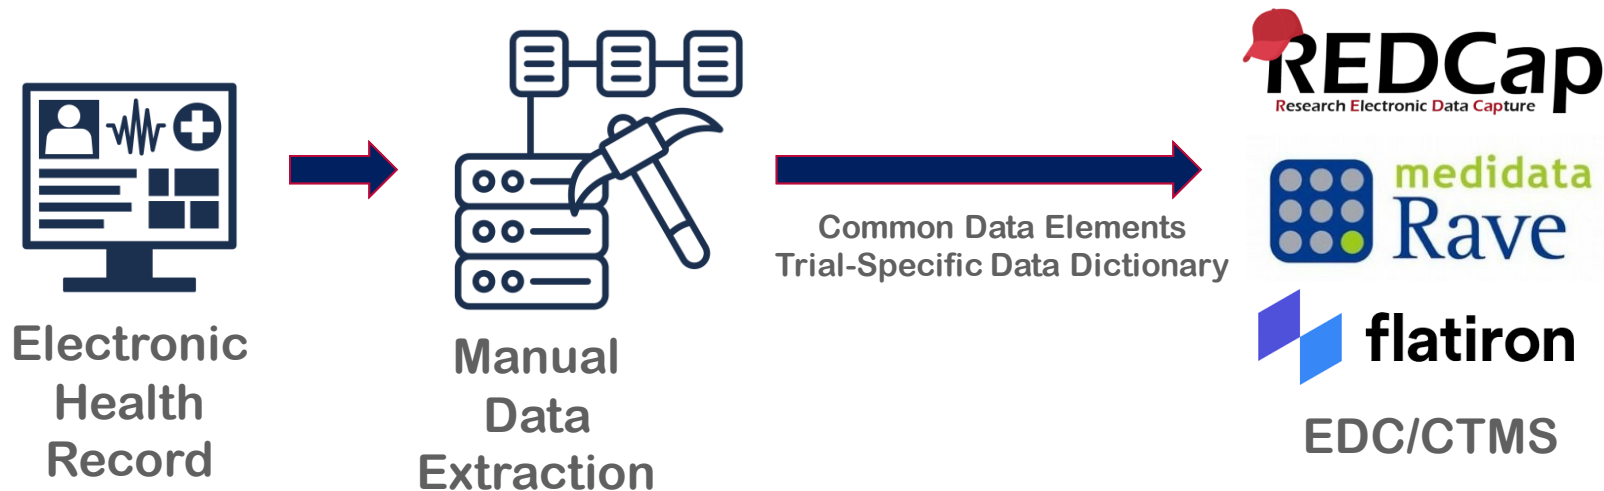 Electronic
Health
Record
Manual
Data
Extraction
Common Data Elements
Trial-Specific Data Dictionary
REDCap
Research Electronic Data Capture
medidata
Rave
flatiron
EDC/CTMS